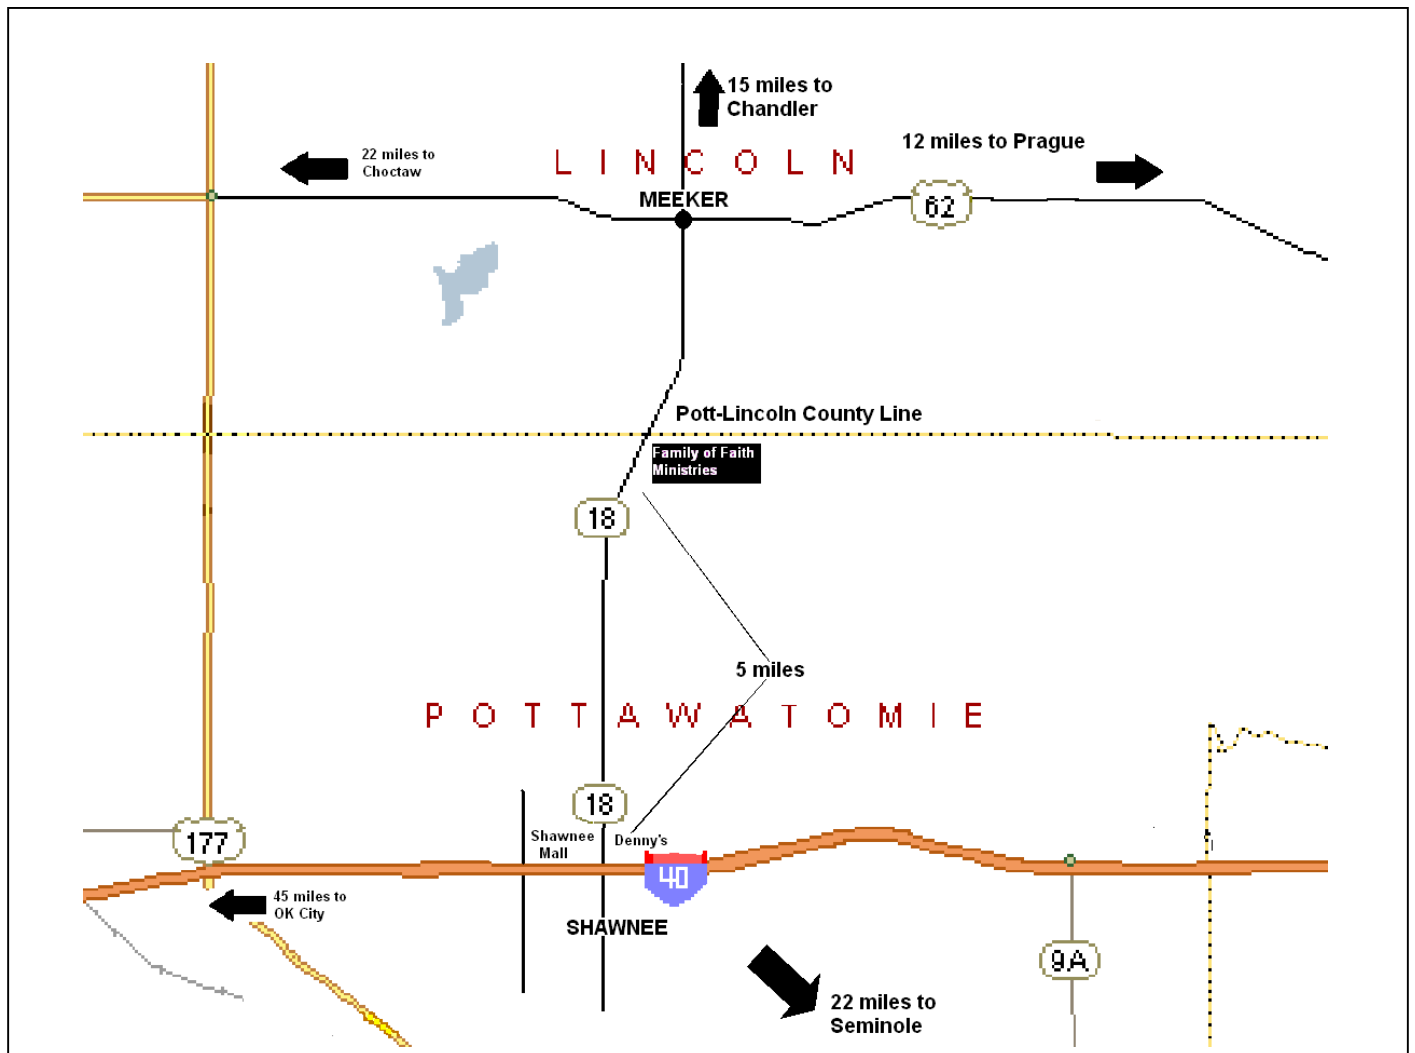 15 miles to
Chandler
12 miles to Prague
22 miles to
Choctaw
LINCOLN
MEEKER
62
Pott-Lincoln County Line
Family of Faith
Ministries
18
5 miles
POTTAWATOMIE
18
177
Shawnee
Mall
Denny's
40
45 miles to
OK City
SHAWNEE
9A
22 miles to
Seminole